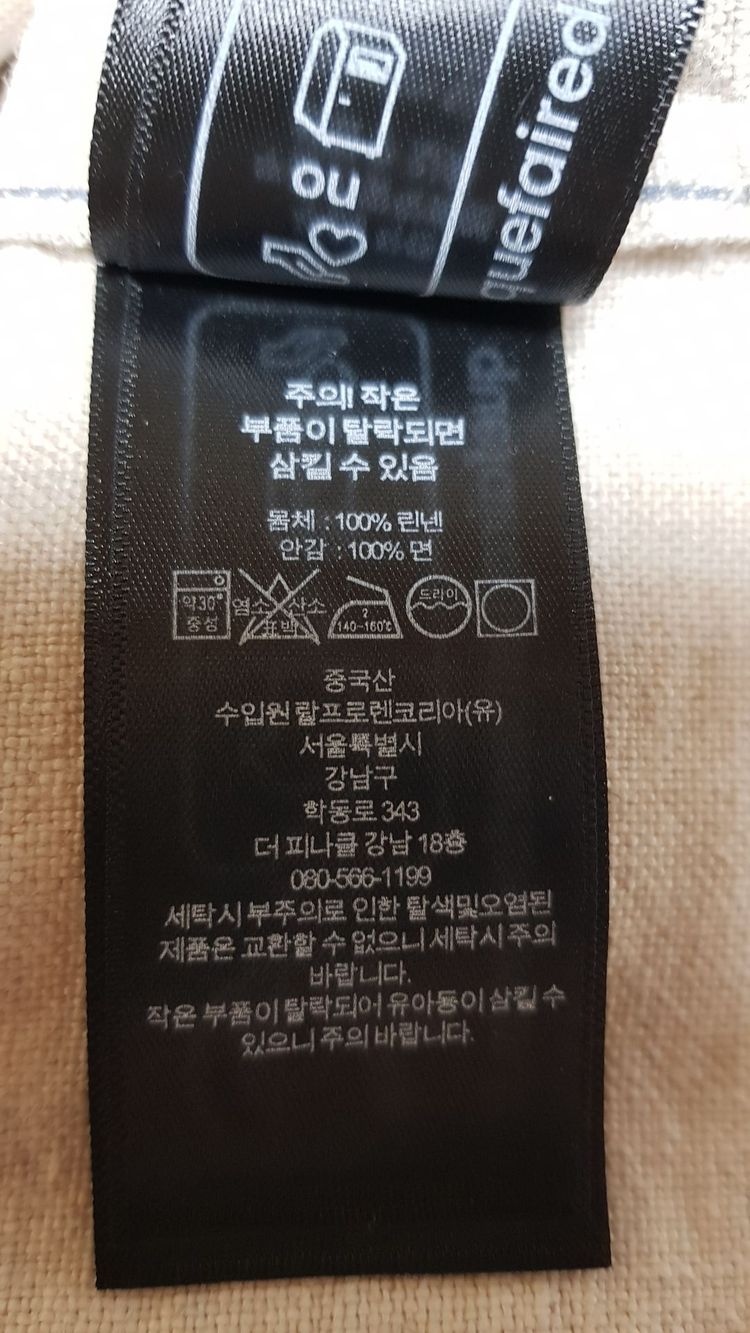 quefaired
주의! 작은
부품이 탈락되면
삼킬 수 있음
몸체 : 100% 린넨
안감 : 100% 면
약30°
중성
염소 산소
표백
2
140~160°C
드라이
중국산
수입원 랄프로렌코리아(유)
서울특별시
강남구
학동로 343
더 피나클 강남 18층
080-566-1199
세탁시 부주의로 인한 탈색및오염된
제품은 교환할 수 없으니 세탁시 주의
바랍니다.
작은 부품이 탈락되어 유아등이 삼킬 수
있으니 주의 바랍니다.